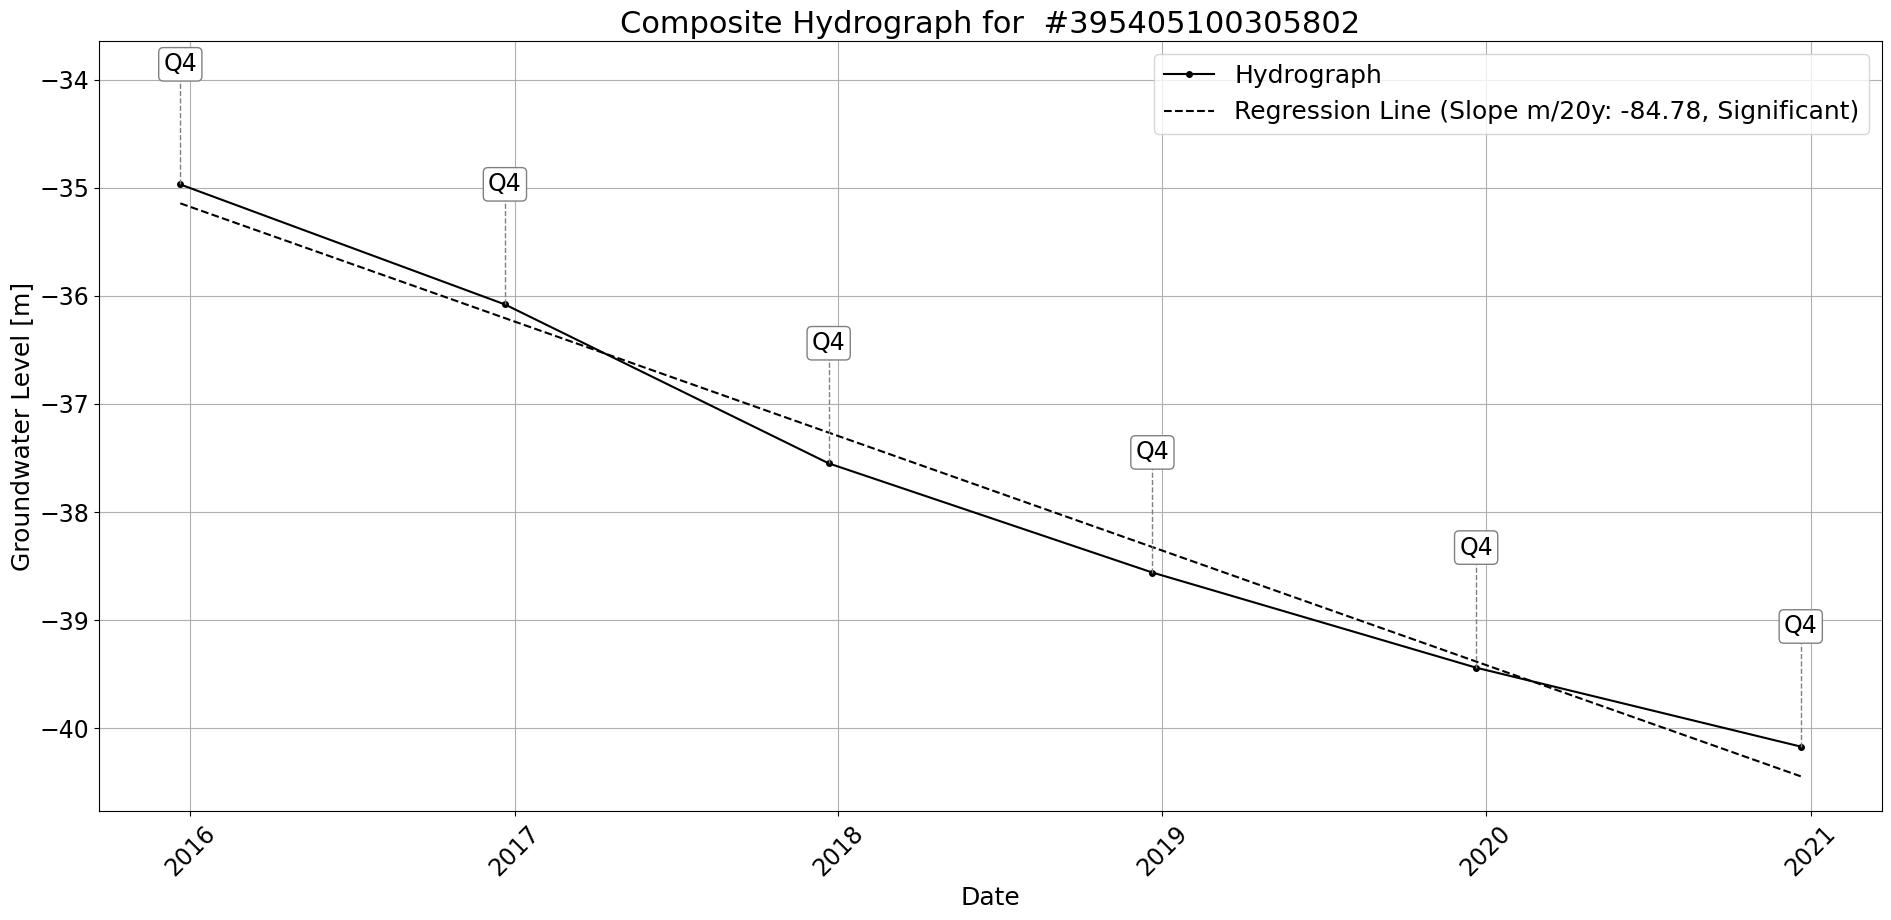 Composite Hydrograph for  #395405100305802
Hydrograph
Regression Line (Slope m/20y: -84.78, Significant)
Groundwater Level [m]
−34
−35
−36
−37
−38
−39
−40
Q4
Q4
Q4
Q4
Q4
Q4
2016
2017
2018
2019
2020
2021
Date